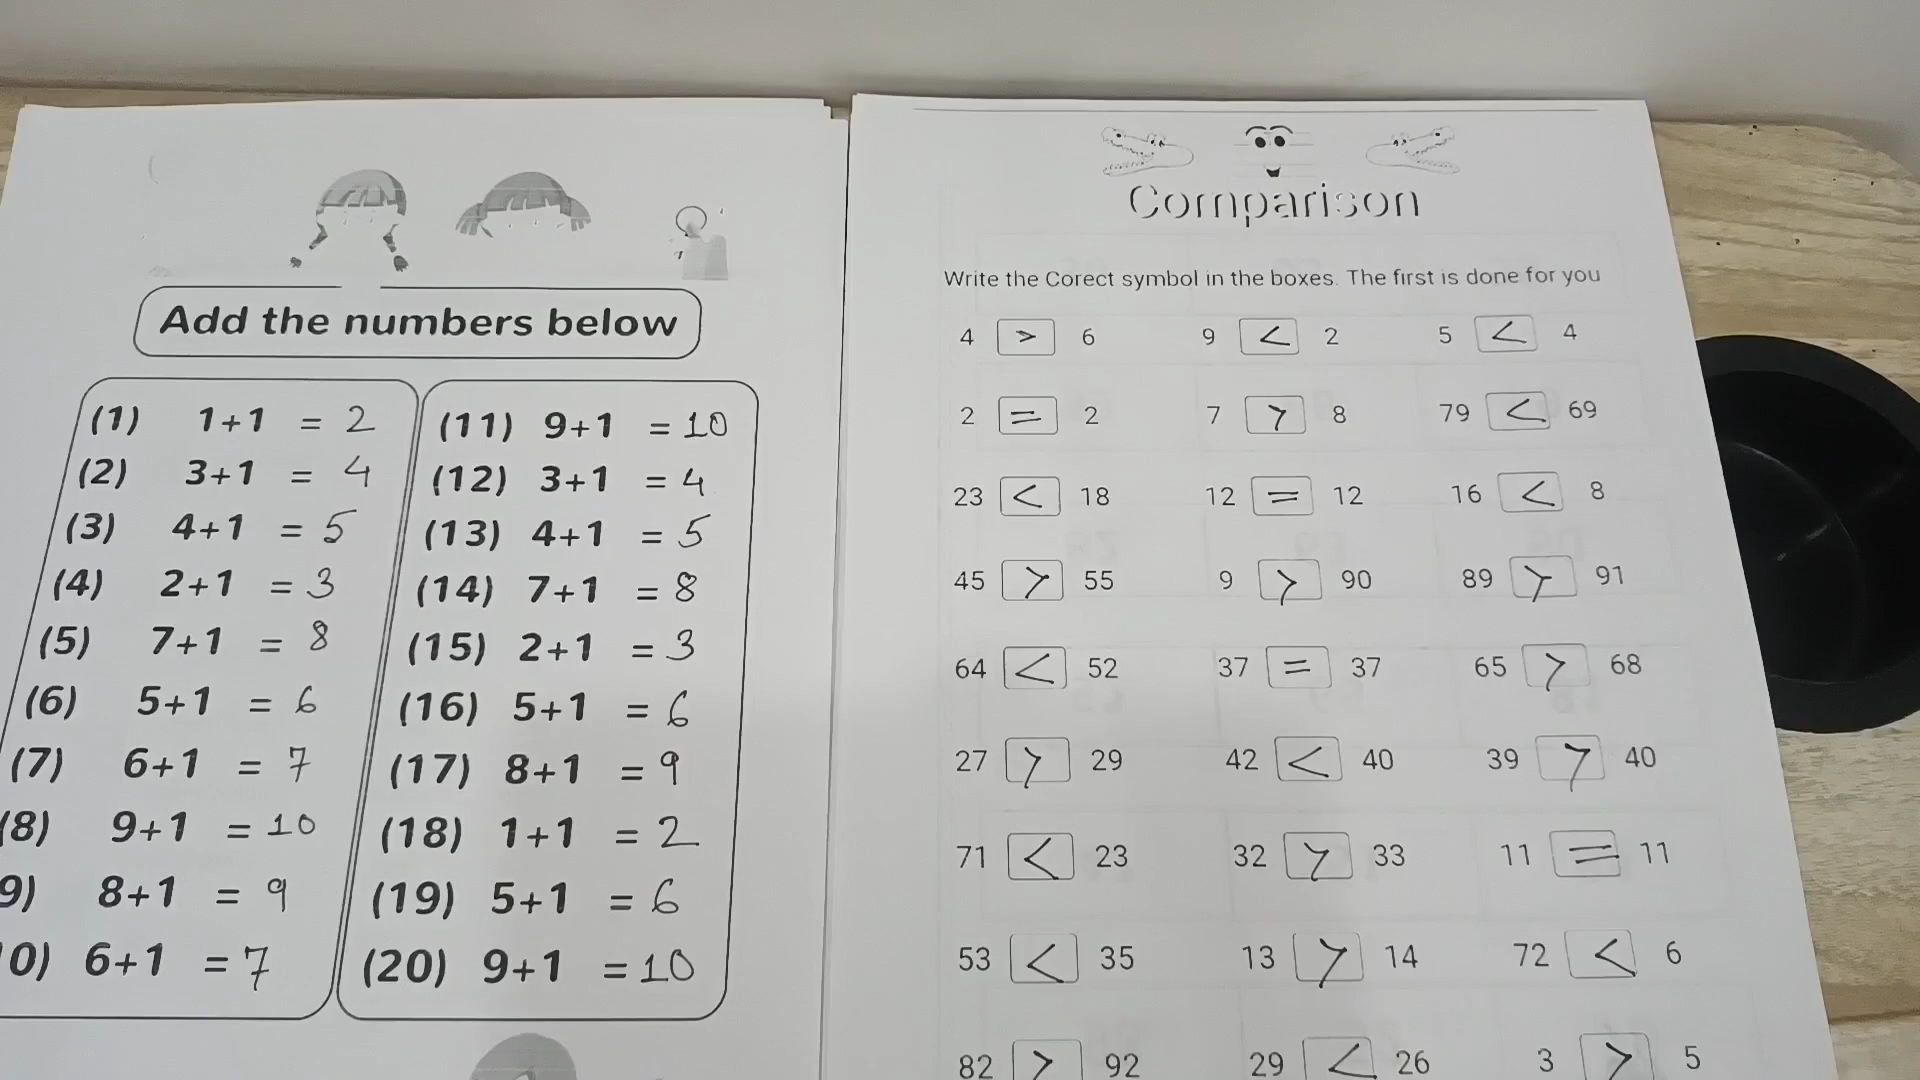 Add the numbers below
(1) 1+1 = 2
(2) 3+1 = 4
(3) 4+1 = 5
(4) 2+1 = 3
(5) 7+1 = 8
(6) 5+1 = 6
(7) 6+1 = 7
(8) 9+1 = 10
9) 8+1 = 9
0) 6+1 = 7
(11) 9+1 = 10
(12) 3+1 = 4
(13) 4+1 = 5
(14) 7+1 = 8
(15) 2+1 = 3
(16) 5+1 = 6
(17) 8+1 = 9
(18) 1+1 = 2
(19) 5+1 = 6
(20) 9+1 = 10
Comparison
Write the Corect symbol in the boxes. The first is done for you
4 > 6 9 < 2 5 < 4
2 = 2 7 > 8 79 < 69
23 < 18 12 = 12 16 < 8
45 > 55 9 > 90 89 > 91
64 < 52 37 = 37 65 > 68
27 > 29 42 < 40 39 > 40
71 < 23 32 > 33 11 = 11
53 < 35 13 > 14 72 < 6
82 > 92 29 < 26 3 > 5